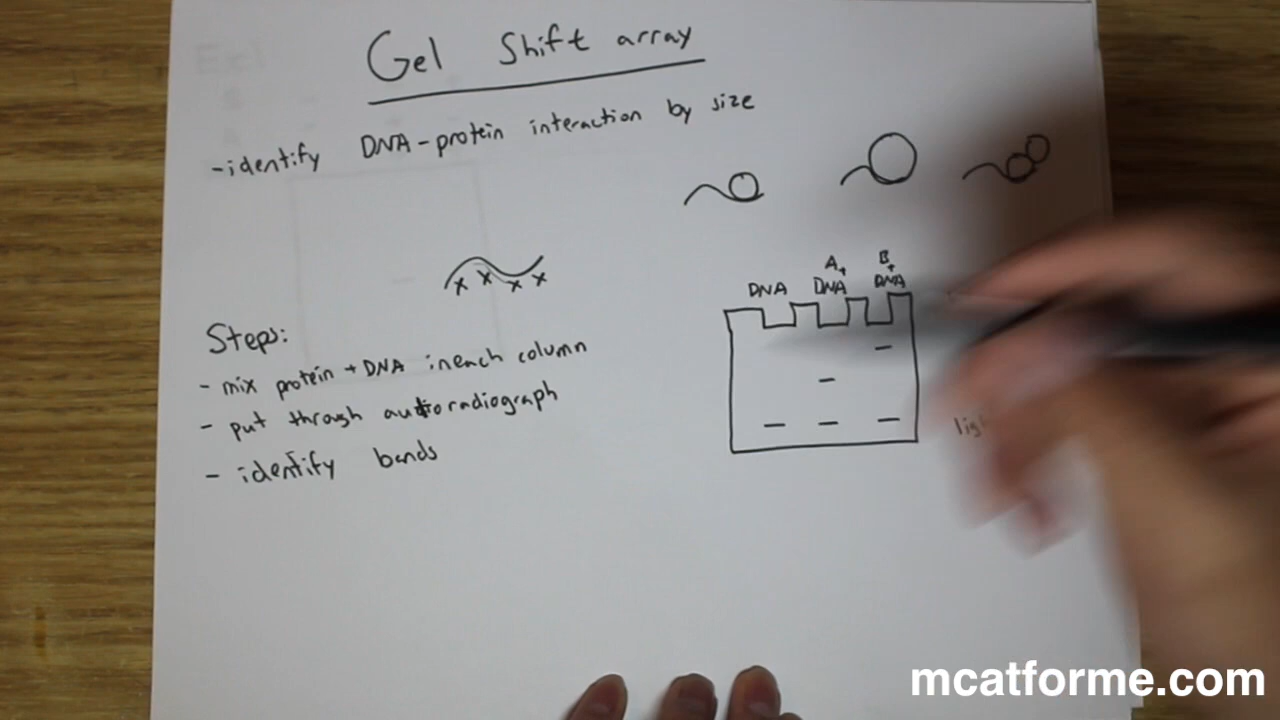 Gel Shift array
-identify DNA-protein interaction by size
x x x x
A+ B+
DNA DNA DNA
Steps:
- mix protein + DNA in each column
- put through autoradiograph
- identify bands
mcatforme.com